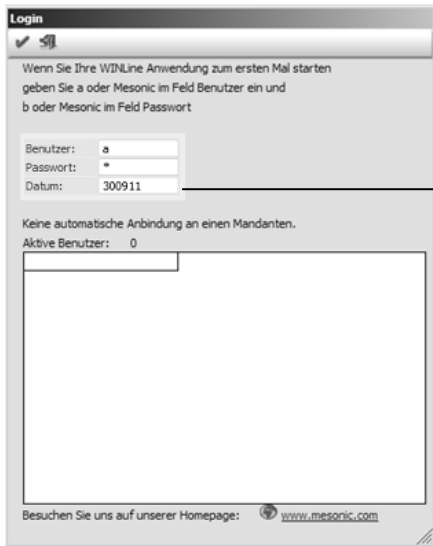 Login
Wenn Sie Ihre WINLine Anwendung zum ersten Mal starten
geben Sie a oder Mesonic im Feld Benutzer ein und
b oder Mesonic im Feld Passwort
Benutzer: a
Passwort: *
Datum: 300911
Keine automatische Anbindung an einen Mandanten.
Aktive Benutzer: 0
Besuchen Sie uns auf unserer Homepage: www.mesonic.com